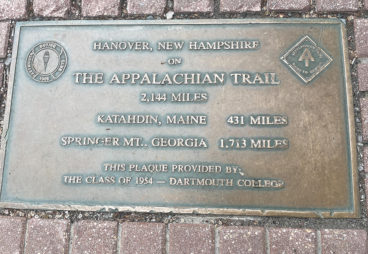 HANOVER, NEW HAMPSHIRE
ON
THE APPALACHIAN TRAIL
2,144 MILES
KATAHDIN, MAINE 431 MILES
SPRINGER MT., GEORGIA 1,713 MILES
THIS PLAQUE PROVIDED BY:
THE CLASS OF 1954 — DARTMOUTH COLLEGE